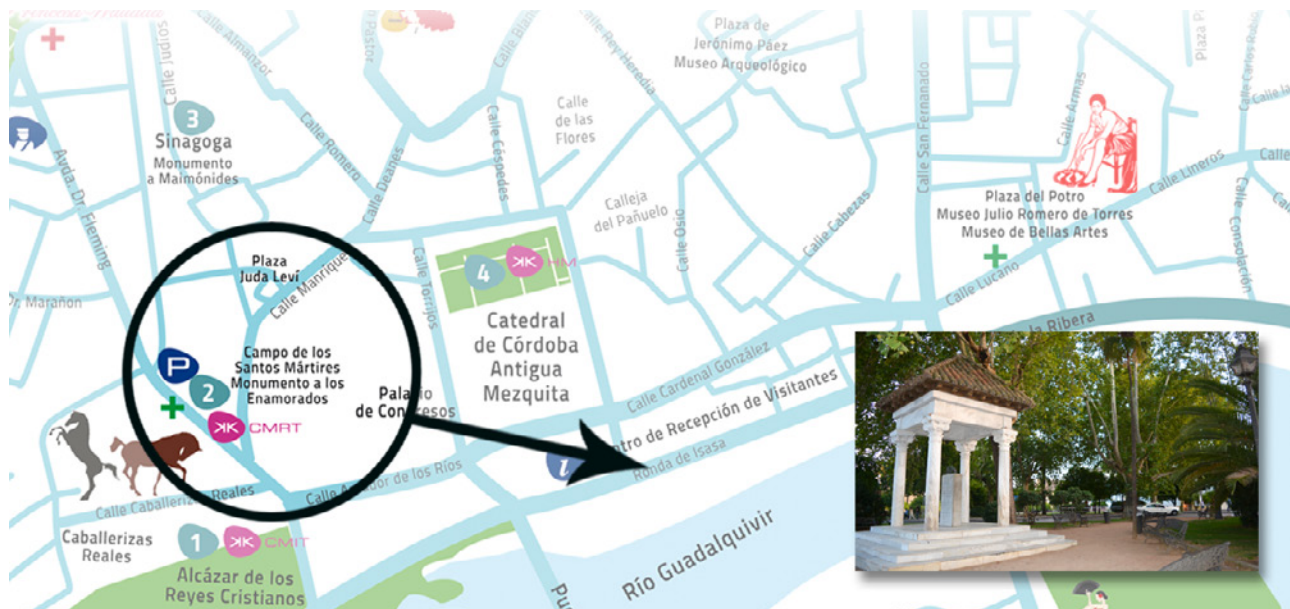 Calle Judíos
Calle Almanzor
Calle Rey Heredia
Plaza de
Jerónimo Páez
Museo Arqueológico
Calle
de las
Flores
Calle San Fernando
Calle Armas
Calle Carlos Rubio
3
Sinagoga
Monumento
a Maimónides
Calle Romero
Calle Deanes
Calle Céspedes
Avda. Dr. Fleming
Calleja
del Pañuelo
Calle Osio
Calle Cabezas
Plaza del Potro
Museo Julio Romero de Torres
Museo de Bellas Artes
Calle Lineros
Calle Consolación
Calle Lucano
Plaza
Juda Leví
Calle Manríque
Calle Torrijos
4
HM
Catedral
de Córdoba
Antigua
Mezquita
Dr. Marañon
P
2
Campo de los
Santos Mártires
Monumento a los
Enamorados
CMRT
Palacio
de Congresos
Calle Cardenal González
la Ribera
Centro de Recepción de Visitantes
i
Ronda de Isasa
Calle Amador de los Ríos
Calle Caballerizas Reales
Caballerizas
Reales
1
CMIT
Alcázar de los
Reyes Cristianos
Río Guadalquivir